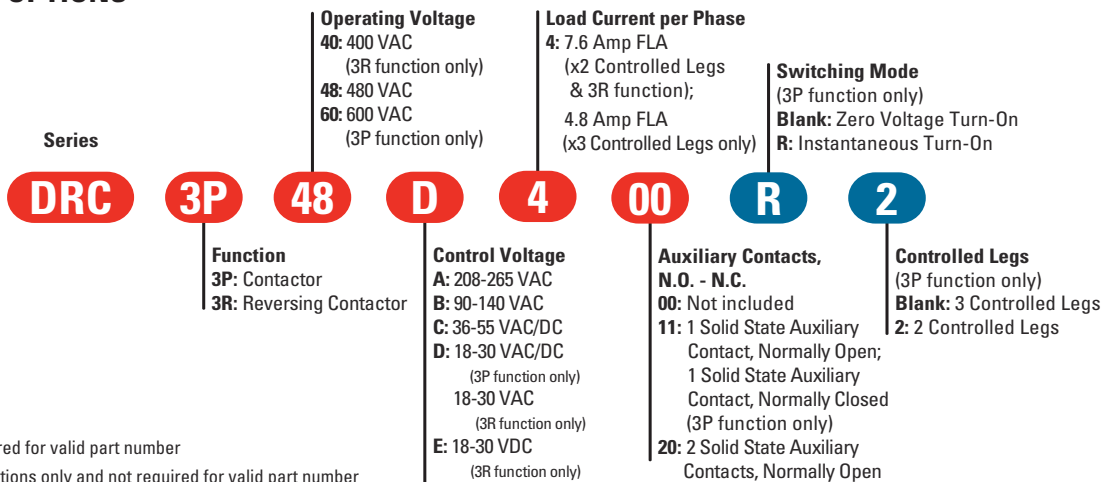 Operating Voltage
40: 400 VAC
(3R function only)
48: 480 VAC
60: 600 VAC
(3P function only)
Load Current per Phase
4: 7.6 Amp FLA
(x2 Controlled Legs
& 3R function);
4.8 Amp FLA
(x3 Controlled Legs only)
Switching Mode
(3P function only)
Blank: Zero Voltage Turn-On
R: Instantaneous Turn-On
Series
DRC 3P 48 D 4 00 R 2
Function
3P: Contactor
3R: Reversing Contactor
Control Voltage
A: 208-265 VAC
B: 90-140 VAC
C: 36-55 VAC/DC
D: 18-30 VAC/DC
(3P function only)
18-30 VAC
(3R function only)
E: 18-30 VDC
(3R function only)
Auxiliary Contacts,
N.O. - N.C.
00: Not included
11: 1 Solid State Auxiliary
Contact, Normally Open;
1 Solid State Auxiliary
Contact, Normally Closed
(3P function only)
20: 2 Solid State Auxiliary
Contacts, Normally Open
Controlled Legs
(3P function only)
Blank: 3 Controlled Legs
2: 2 Controlled Legs
red for valid part number
tions only and not required for valid part number